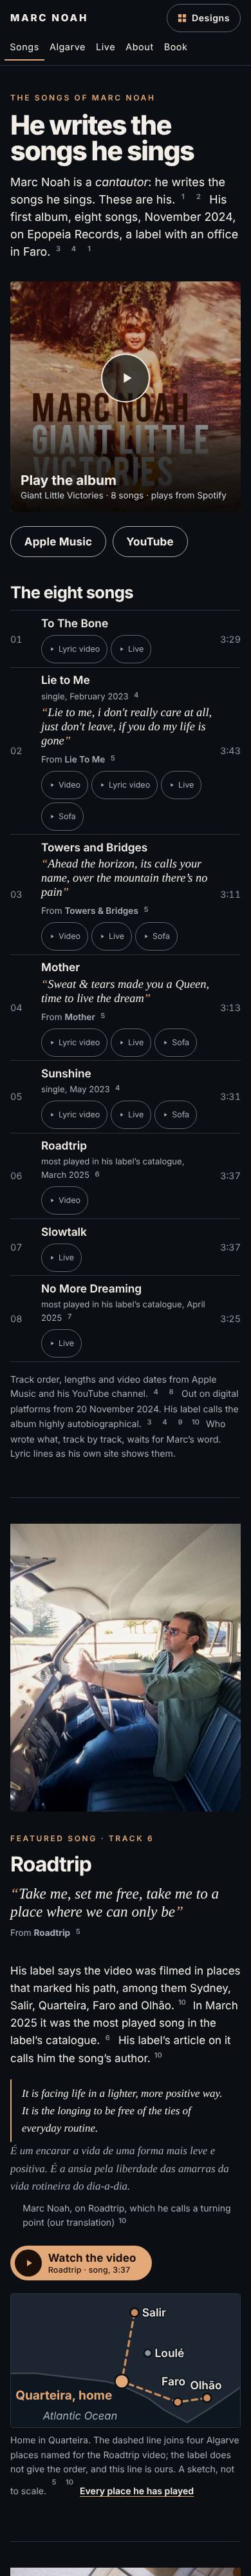 MARC NOAH
Designs
Songs Algarve Live About Book
THE SONGS OF MARC NOAH
He writes the
songs he sings
Marc Noah is a cantautor: he writes the
songs he sings. These are his. 1 2 His
first album, eight songs, November 2024,
on Epopeia Records, a label with an office
in Faro. 3 4 1
MARC NOAH
GIANT LITTLE
Play the album
Giant Little Victories · 8 songs · plays from Spotify
Apple Music YouTube
The eight songs
To The Bone
01 3:29
Lyric video Live
Lie to Me
single, February 2023 4
“Lie to me, i don't really care at all,
just don't leave, if you do my life is
gone”
02 3:43
From Lie To Me 5
Video Lyric video Live
Sofa
Towers and Bridges
“Ahead the horizon, its calls your
name, over the mountain there’s no
pain”
03 3:11
From Towers & Bridges 5
Video Live Sofa
Mother
“Sweat & tears made you a Queen,
time to live the dream”
04 3:13
From Mother 5
Lyric video Live Sofa
Sunshine
single, May 2023 4
05 3:31
Lyric video Live Sofa
Roadtrip
most played in his label’s catalogue,
March 2025 6
06 3:37
Video
Slowtalk
07 3:37
Live
No More Dreaming
most played in his label’s catalogue, April
2025 7
08 3:25
Live
Track order, lengths and video dates from Apple
Music and his YouTube channel. 4 8 Out on digital
platforms from 20 November 2024. His label calls the
album highly autobiographical. 3 4 9 10 Who
wrote what, track by track, waits for Marc’s word.
Lyric lines as his own site shows them.
FEATURED SONG · TRACK 6
Roadtrip
“Take me, set me free, take me to a
place where we can only be”
From Roadtrip 5
His label says the video was filmed in places
that marked his path, among them Sydney,
Salir, Quarteira, Faro and Olhão. 10 In March
2025 it was the most played song in the
label’s catalogue. 6 His label’s article on it
calls him the song’s author. 10
It is facing life in a lighter, more positive way.
It is the longing to be free of the ties of
everyday routine.
É am encarar a vida de uma forma mais leve e
positiva. É a ansia pela liberdade das amarras da
vida rotineira do dia-a-dia.
Marc Noah, on Roadtrip, which he calls a turning
point (our translation) 10
Watch the video
Roadtrip · song, 3:37
Salir
Loulé
Faro Olhão
Quarteira, home
Atlantic Ocean
Home in Quarteira. The dashed line joins four Algarve
places named for the Roadtrip video; the label does
not give the order, and this line is ours. A sketch, not
to scale. 5 10 Every place he has played